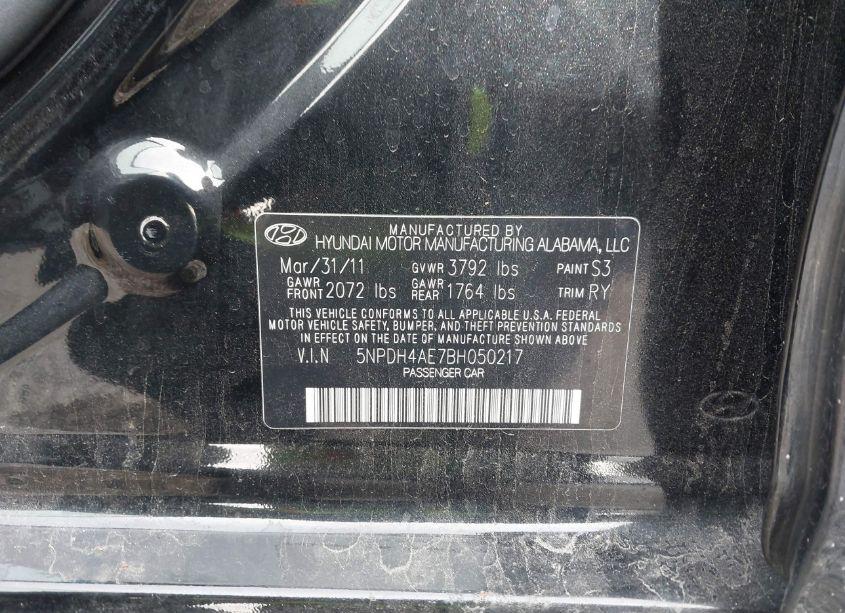 MANUFACTURED BY
HYUNDAI MOTOR MANUFACTURING ALABAMA, LLC
Mar/31/11 GVWR 3792 lbs PAINT S3
GAWR FRONT 2072 lbs GAWR REAR 1764 lbs TRIM RY
THIS VEHICLE CONFORMS TO ALL APPLICABLE U.S.A. FEDERAL
MOTOR VEHICLE SAFETY, BUMPER, AND THEFT PREVENTION STANDARDS
IN EFFECT ON THE DATE OF MANUFACTURE SHOWN ABOVE.
V.I.N 5NPDH4AE7BH050217
PASSENGER CAR